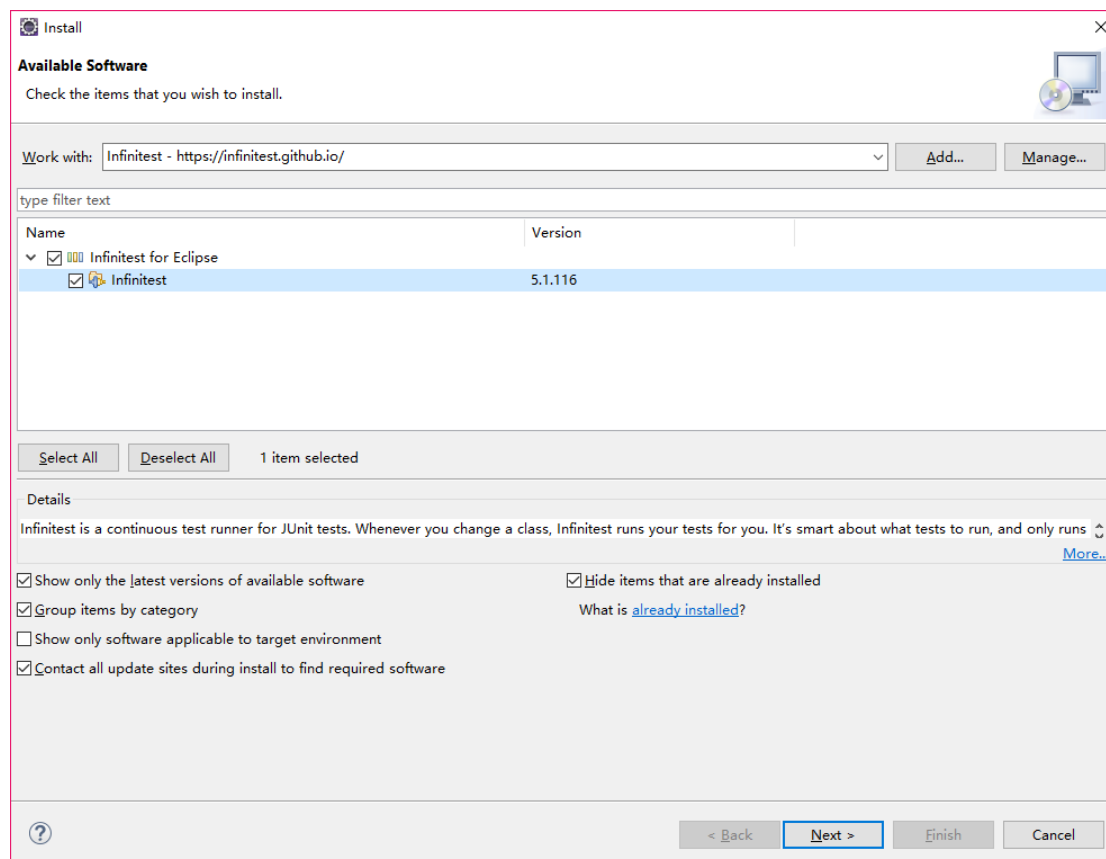 Install
Available Software
Check the items that you wish to install.
Work with: Infinitest - https://infinitest.github.io/ Add... Manage...
type filter text
Name Version
Infinitest for Eclipse
Infinitest 5.1.116
Select All Deselect All 1 item selected
Details
Infinitest is a continuous test runner for JUnit tests. Whenever you change a class, Infinitest runs your tests for you. It's smart about what tests to run, and only runs
More...
Show only the latest versions of available software Hide items that are already installed
Group items by category What is already installed?
Show only software applicable to target environment
Contact all update sites during install to find required software
? < Back Next > Finish Cancel